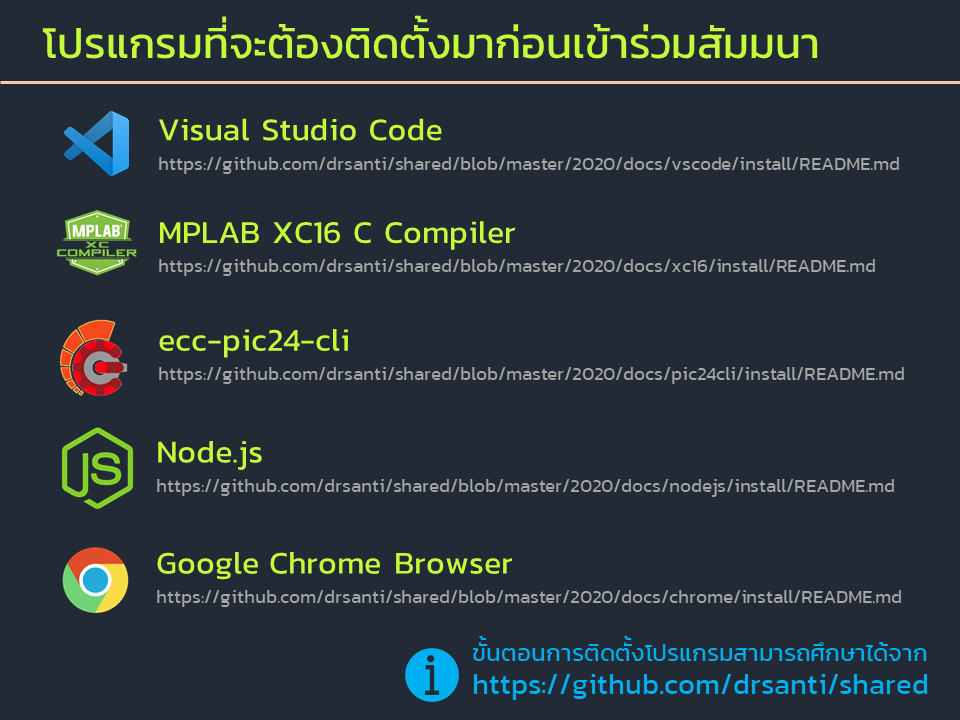 โปรแกรมที่จะต้องติดตั้งมาก่อนเข้าร่วมสัมมนา
Visual Studio Code
https://github.com/drsanti/shared/blob/master/2020/docs/vscode/install/README.md
MPLAB
XC
COMPILER
MPLAB XC16 C Compiler
https://github.com/drsanti/shared/blob/master/2020/docs/xc16/install/README.md
ecc-pic24-cli
https://github.com/drsanti/shared/blob/master/2020/docs/pic24cli/install/README.md
JS
Node.js
https://github.com/drsanti/shared/blob/master/2020/docs/nodejs/install/README.md
Google Chrome Browser
https://github.com/drsanti/shared/blob/master/2020/docs/chrome/install/README.md
i
ขั้นตอนการติดตั้งโปรแกรมสามารถศึกษาได้จาก
https://github.com/drsanti/shared